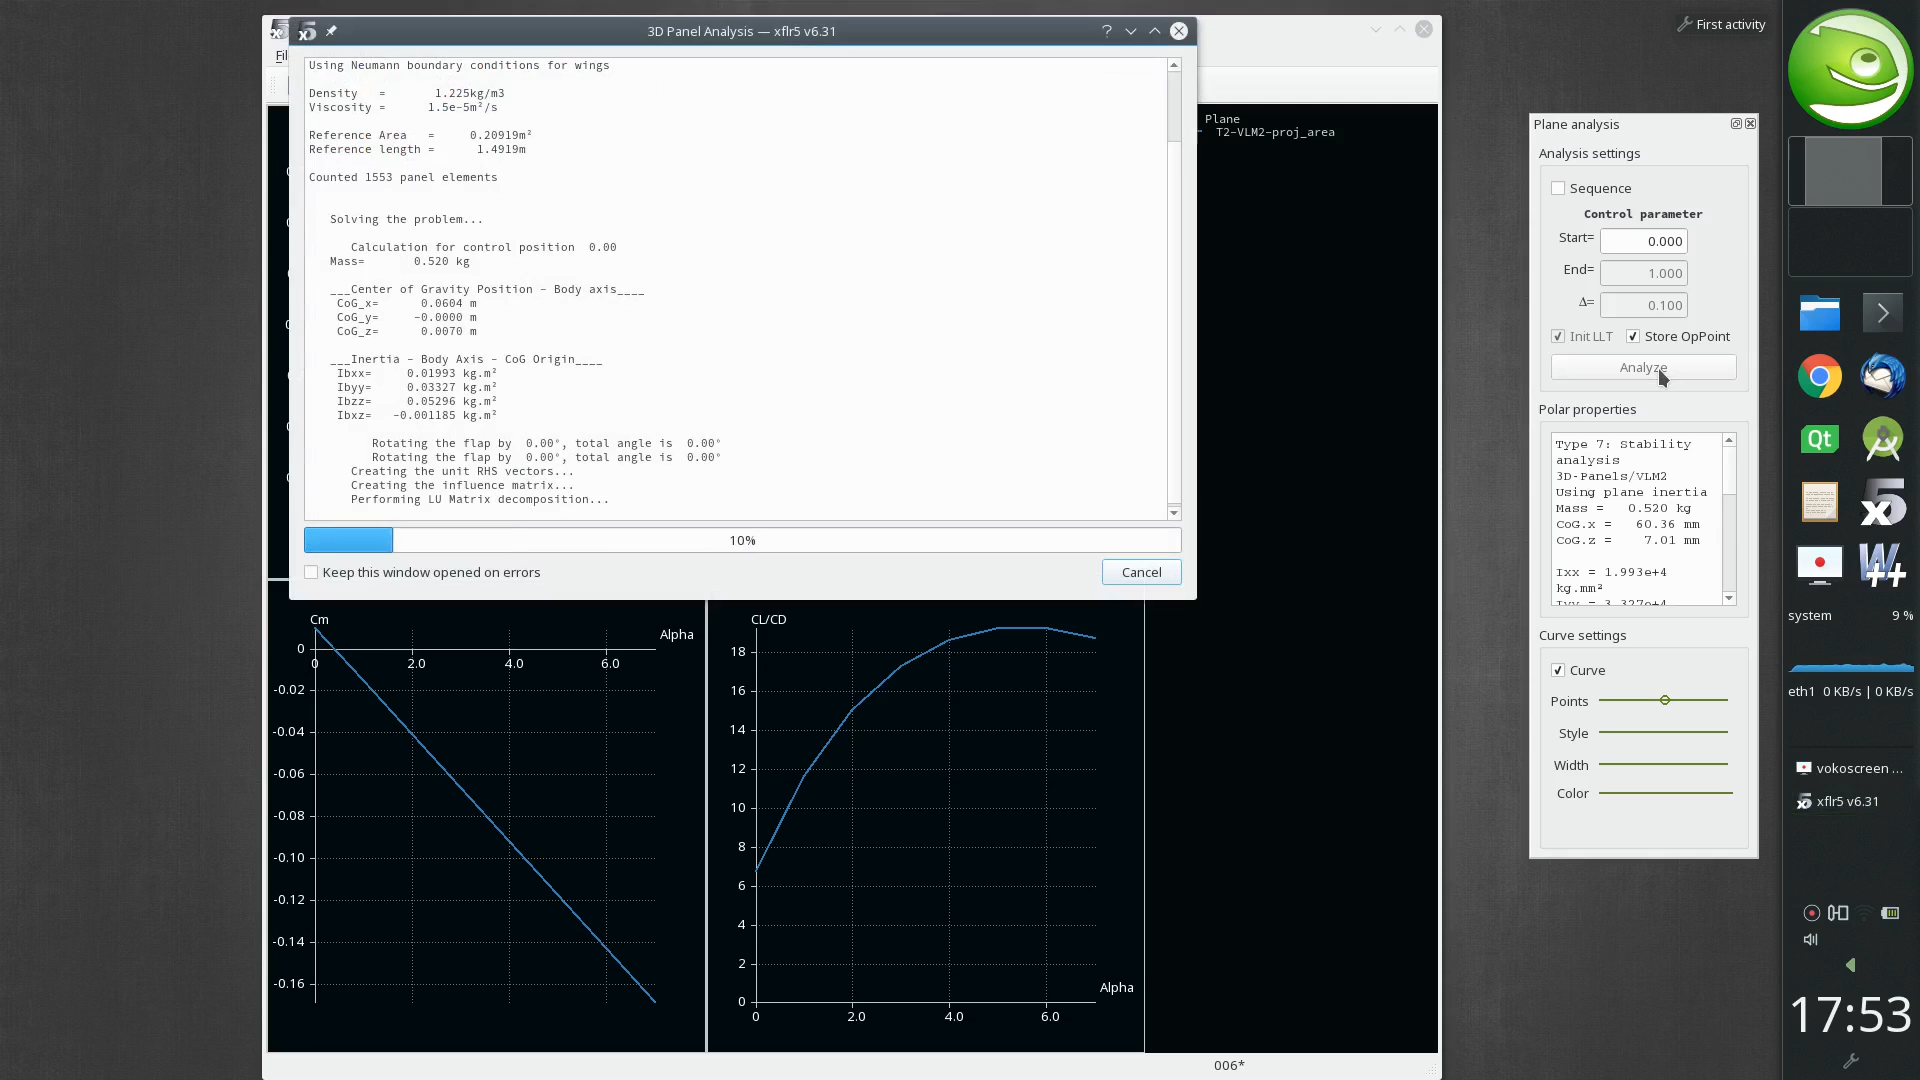 3D Panel Analysis — xflr5 v6.31
?
First activity
Fil
Using Neumann boundary conditions for wings
Density = 1.225kg/m3
Viscosity = 1.5e-5m²/s
Reference Area = 0.20919m²
Reference length = 1.4919m
Counted 1553 panel elements
Solving the problem...
Calculation for control position 0.00
Mass= 0.520 kg
___Center of Gravity Position - Body axis____
CoG_x= 0.0604 m
CoG_y= -0.0000 m
CoG_z= 0.0070 m
___Inertia - Body Axis - CoG Origin____
Ibxx= 0.01993 kg.m²
Ibyy= 0.03327 kg.m²
Ibzz= 0.05296 kg.m²
Ibxz= -0.001185 kg.m²
Rotating the flap by 0.00°, total angle is 0.00°
Rotating the flap by 0.00°, total angle is 0.00°
Creating the unit RHS vectors...
Creating the influence matrix...
Performing LU Matrix decomposition...
10%
Keep this window opened on errors
Cancel
Plane
T2-VLM2-proj_area
Cm
Alpha
0
-0.02
-0.04
-0.06
-0.08
-0.10
-0.12
-0.14
-0.16
0 2.0 4.0 6.0
CL/CD
18
16
14
12
10
8
6
4
2
0
Alpha
0 2.0 4.0 6.0
006*
Plane analysis
Analysis settings
Sequence
Control parameter
Start= 0.000
End= 1.000
Δ= 0.100
Init LLT Store OpPoint
Analyze
Polar properties
Type 7: Stability
analysis
3D-Panels/VLM2
Using plane inertia
Mass = 0.520 kg
CoG.x = 60.36 mm
CoG.z = 7.01 mm
Ixx = 1.993e+4
kg.mm²
Iyy = 3.327e+4
Curve settings
Curve
Points
Style
Width
Color
Qt
x5
W
system 9 %
eth1 0 KB/s | 0 KB/s
vokoscreen ...
xflr5 v6.31
17:53